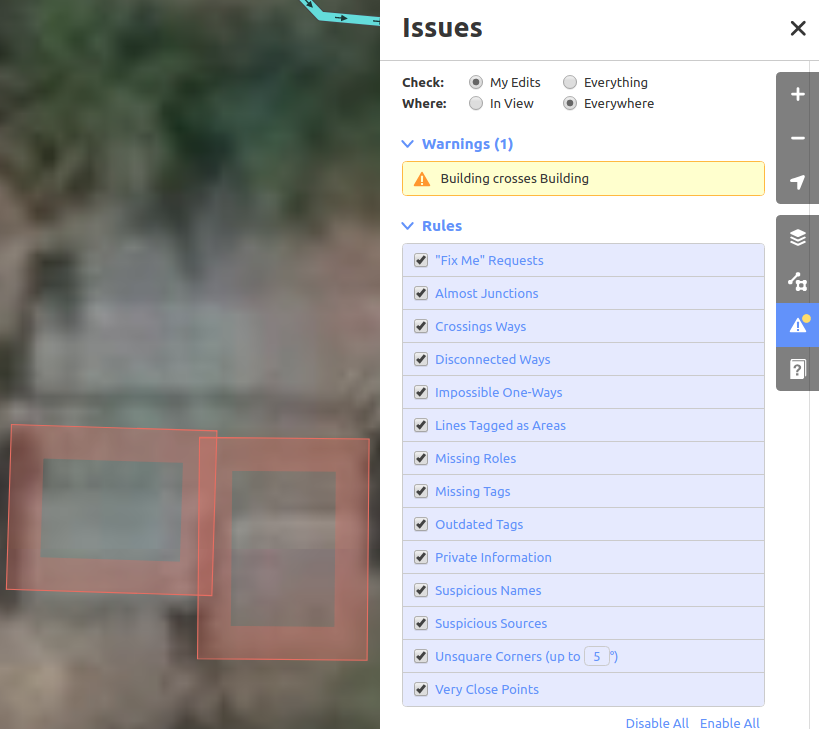 Issues
Check: My Edits Everything
Where: In View Everywhere
Warnings (1)
Building crosses Building
Rules
"Fix Me" Requests
Almost Junctions
Crossings Ways
Disconnected Ways
Impossible One-Ways
Lines Tagged as Areas
Missing Roles
Missing Tags
Outdated Tags
Private Information
Suspicious Names
Suspicious Sources
Unsquare Corners (up to 5 °)
Very Close Points
Disable All Enable All